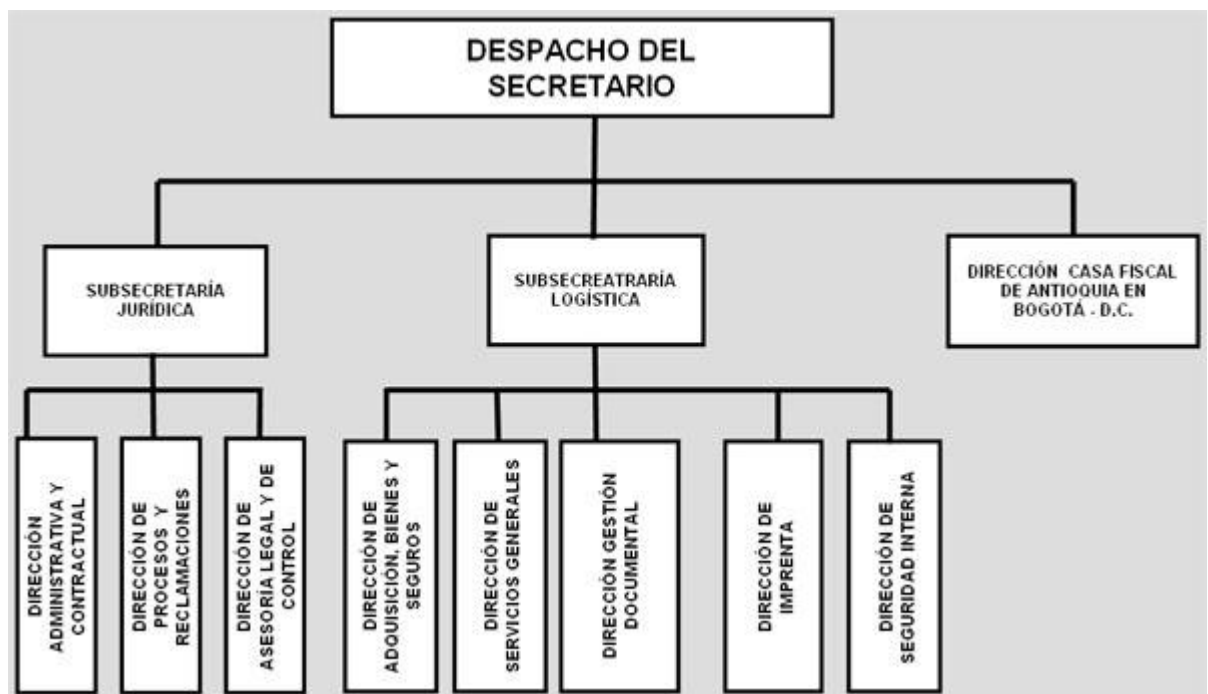 DESPACHO DEL
SECRETARIO
SUBSECRETARÍA
JURÍDICA
SUBSECREATRARÍA
LOGÍSTICA
DIRECCIÓN CASA FISCAL
DE ANTIOQUIA EN
BOGOTÁ - D.C.
DIRECCIÓN
ADMINISTRATIVA Y
CONTRACTUAL
DIRECCIÓN DE
PROCESOS Y
RECLAMACIONES
DIRECCIÓN DE
ASESORÍA LEGAL Y DE
CONTROL
DIRECCIÓN DE
ADQUISICIÓN, BIENES Y
SEGUROS
DIRECCIÓN DE
SERVICIOS GENERALES
DIRECCIÓN GESTIÓN
DOCUMENTAL
DIRECCIÓN DE
IMPRENTA
DIRECCIÓN DE
SEGURIDAD INTERNA